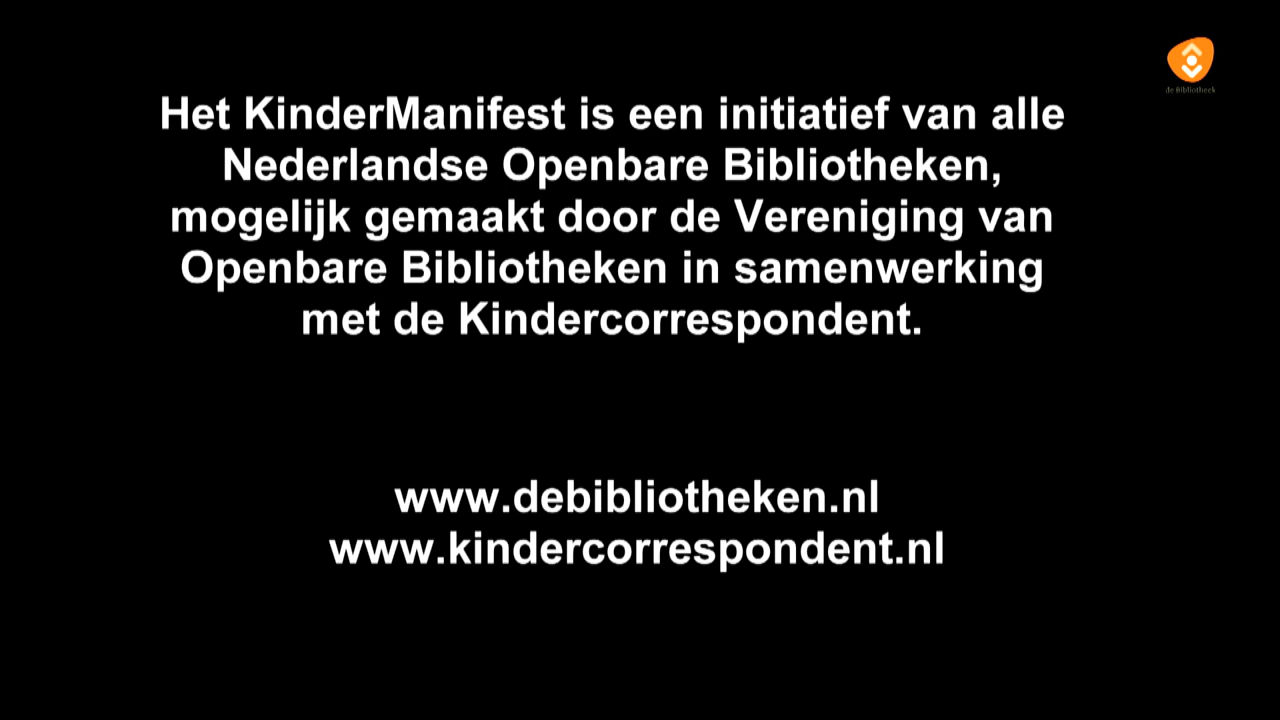 de Bibliotheek
Het KinderManifest is een initiatief van alle
Nederlandse Openbare Bibliotheken,
mogelijk gemaakt door de Vereniging van
Openbare Bibliotheken in samenwerking
met de Kindercorrespondent.
www.debibliotheken.nl
www.kindercorrespondent.nl